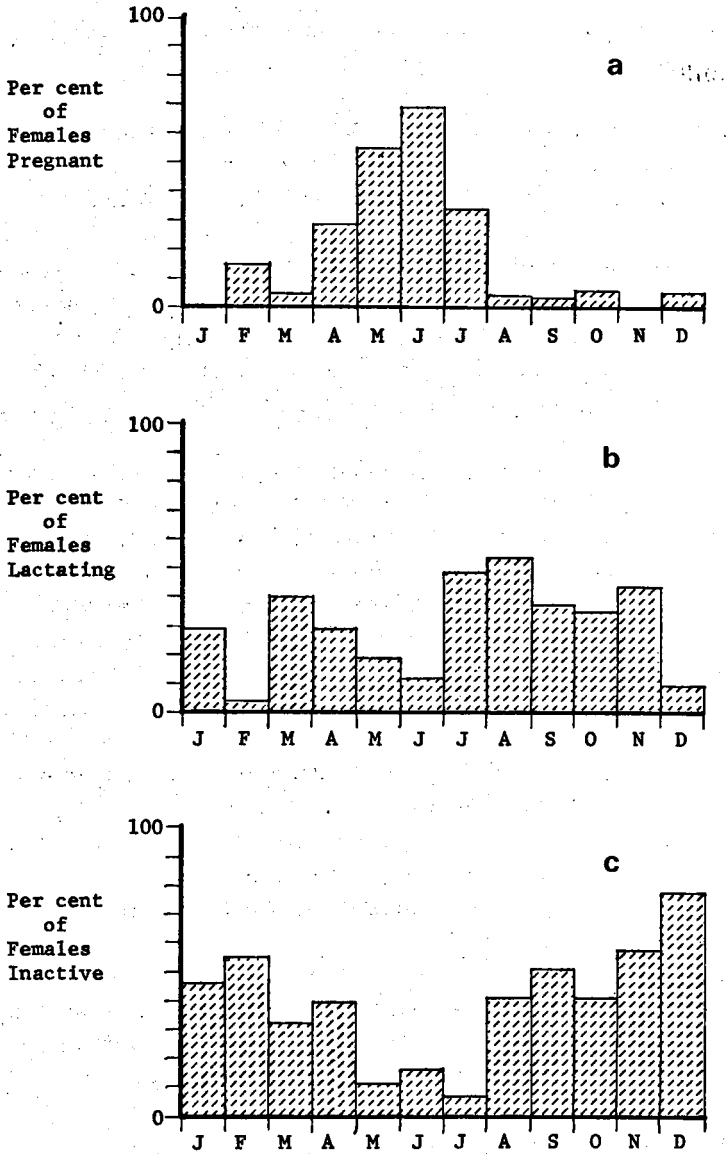 100
a
Per cent
of
Females
Pregnant
0
J F M A M J J A S O N D
100
b
Per cent
of
Females
Lactating
0
J F M A M J J A S O N D
100
c
Per cent
of
Females
Inactive
0
J F M A M J J A S O N D